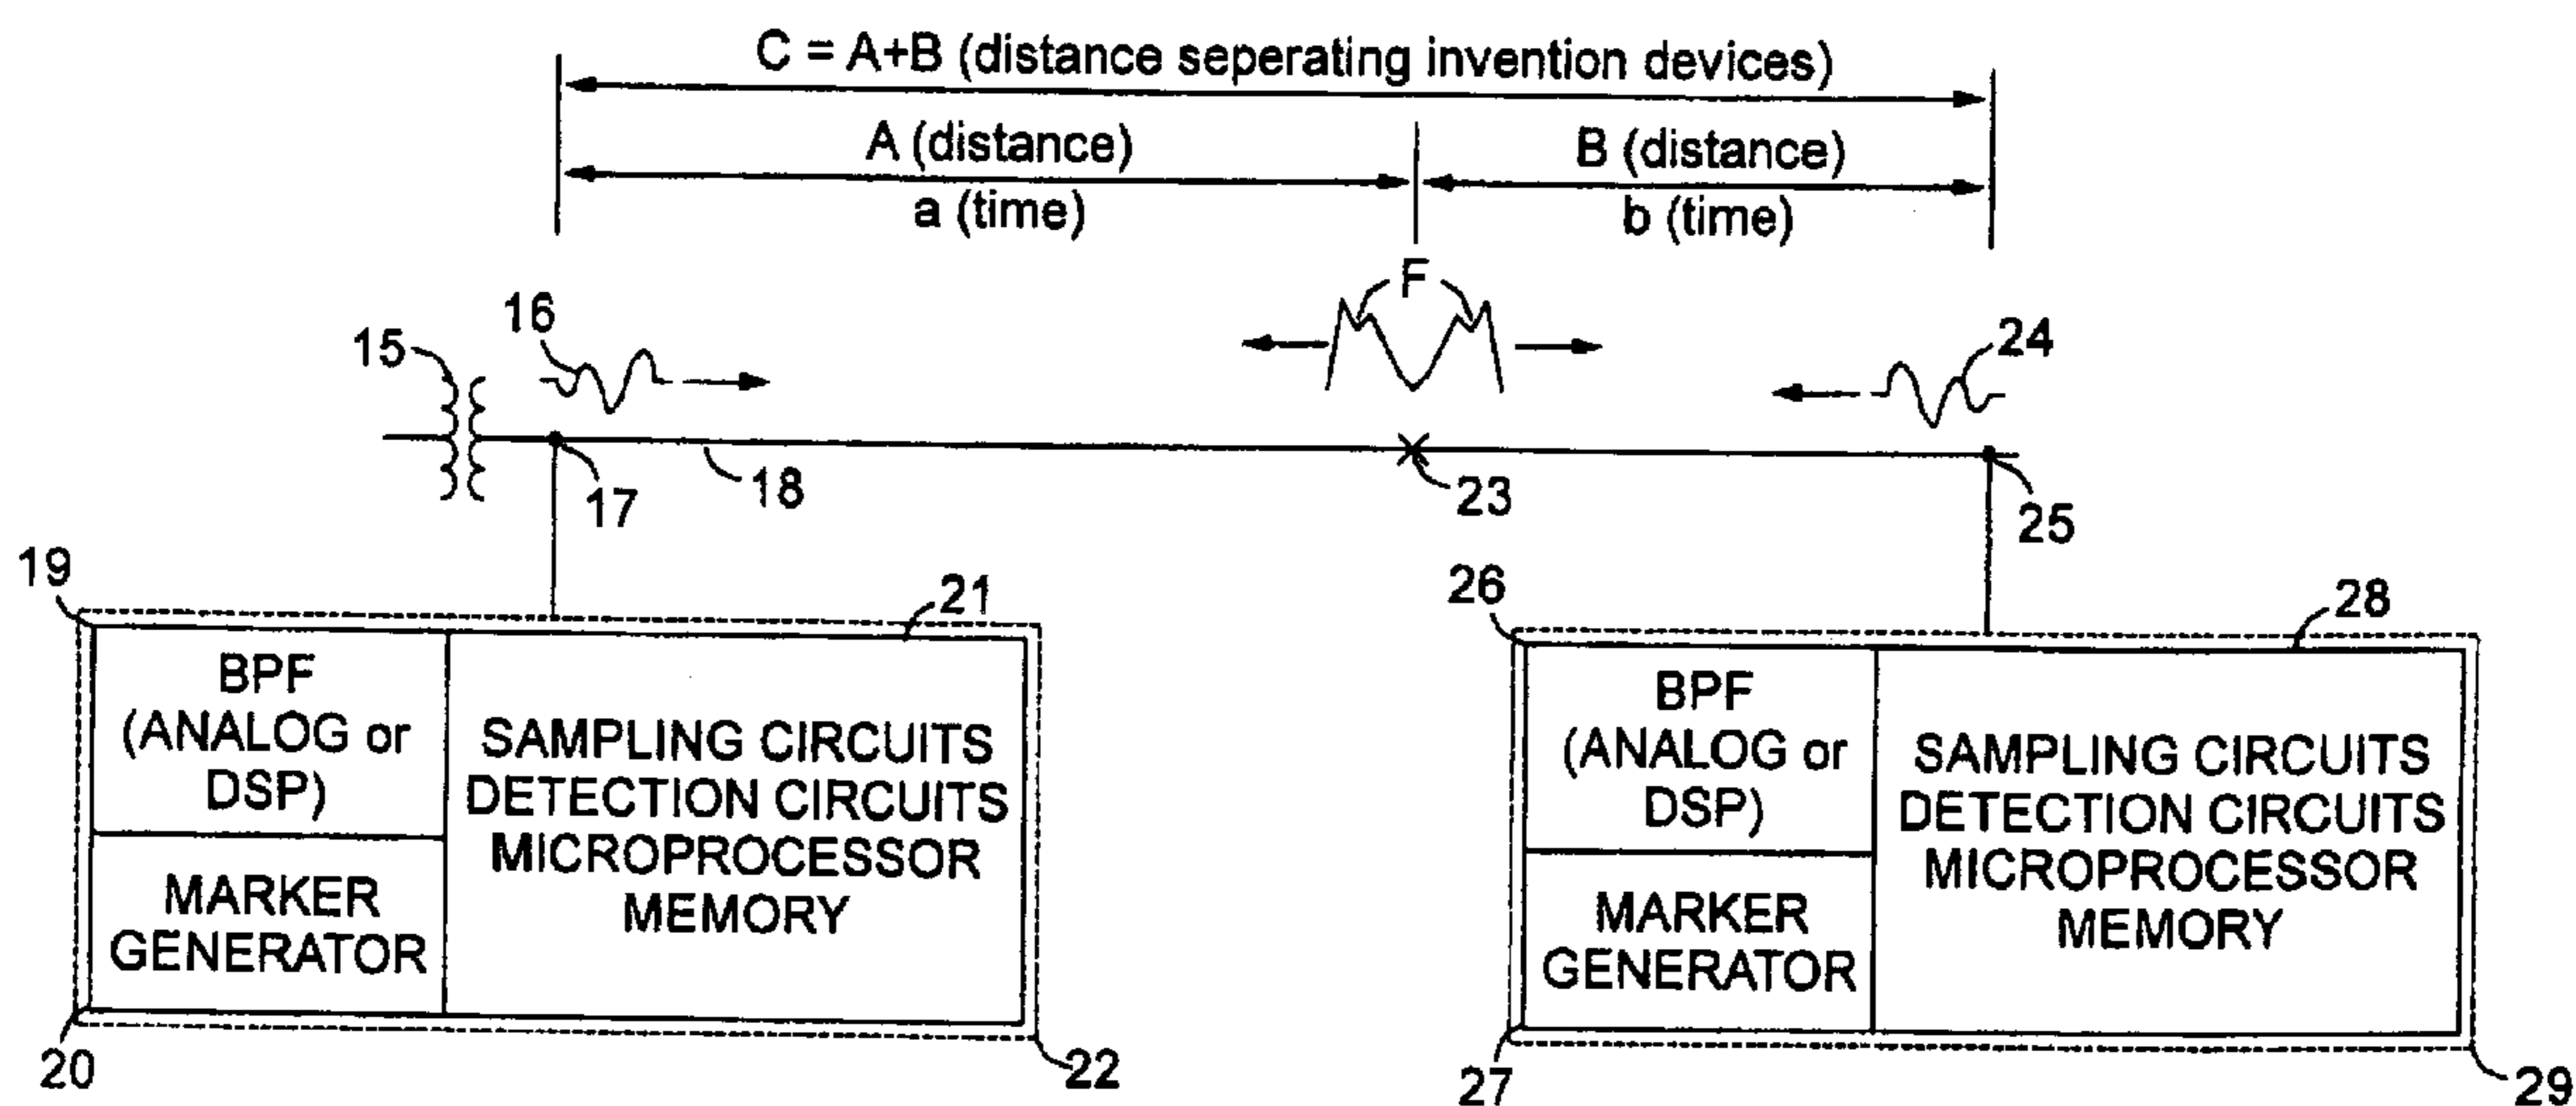 C = A+B (distance seperating invention devices)
A (distance)
B (distance)
a (time)
b (time)
F
16
24
15
17
18
23
25
19
21
26
28
BPF
(ANALOG or
DSP)
SAMPLING CIRCUITS
DETECTION CIRCUITS
MICROPROCESSOR
MEMORY
MARKER
GENERATOR
BPF
(ANALOG or
DSP)
SAMPLING CIRCUITS
DETECTION CIRCUITS
MICROPROCESSOR
MEMORY
MARKER
GENERATOR
20
22
27
29